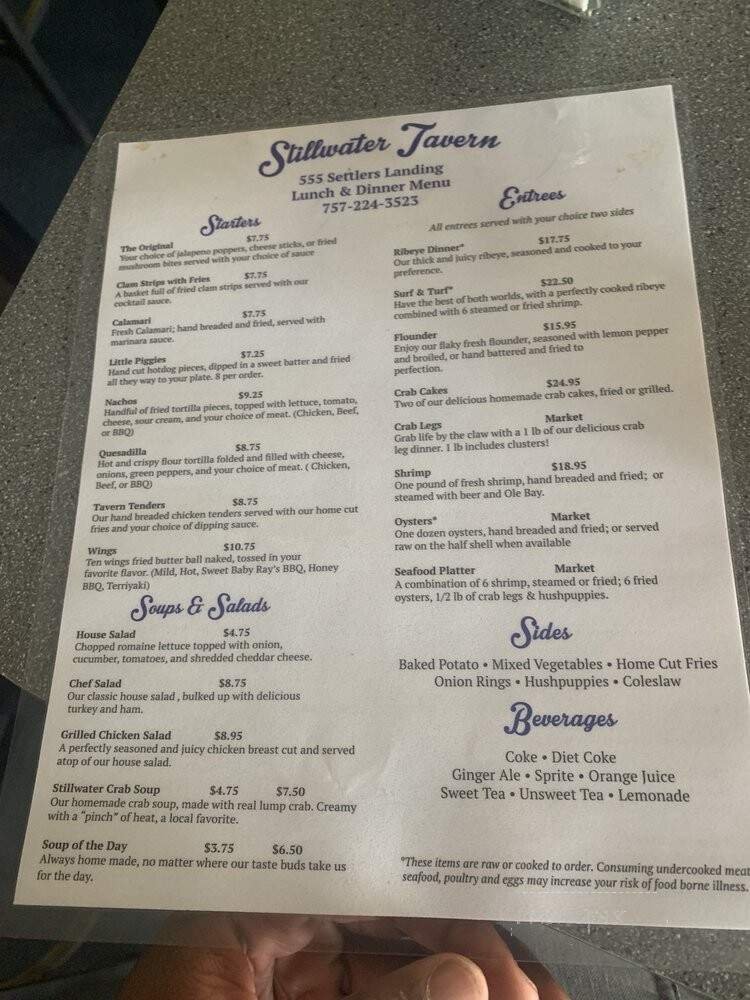 Stillwater Tavern
555 Settlers Landing
Lunch & Dinner Menu
757-224-3523
Starters
The Original $7.75
Your choice of jalapeno poppers, cheese sticks, or fried
mushroom bites served with your choice of sauce
Clam Strips with Fries $7.75
A basket full of fried clam strips served with our
cocktail sauce.
Calamari $7.75
Fresh Calamari; hand breaded and fried, served with
marinara sauce.
Little Piggies $7.25
Hand cut hotdog pieces, dipped in a sweet batter and fried
all they way to your plate. 8 per order.
Nachos $9.25
Handful of fried tortilla pieces, topped with lettuce, tomato,
cheese, sour cream, and your choice of meat. (Chicken, Beef,
or BBQ)
Quesadilla $8.75
Hot and crispy flour tortilla folded and filled with cheese,
onions, green peppers, and your choice of meat. ( Chicken,
Beef, or BBQ)
Tavern Tenders $8.75
Our hand breaded chicken tenders served with our home cut
fries and your choice of dipping sauce.
Wings $10.75
Ten wings fried butter ball naked, tossed in your
favorite flavor. (Mild, Hot, Sweet Baby Ray's BBQ, Honey
BBQ, Terriyaki)
Soups & Salads
House Salad $4.75
Chopped romaine lettuce topped with onion,
cucumber, tomatoes, and shredded cheddar cheese.
Chef Salad $8.75
Our classic house salad , bulked up with delicious
turkey and ham.
Grilled Chicken Salad $8.95
A perfectly seasoned and juicy chicken breast cut and served
atop of our house salad.
Stillwater Crab Soup $4.75 $7.50
Our homemade crab soup, made with real lump crab. Creamy
with a "pinch" of heat, a local favorite.
Soup of the Day $3.75 $6.50
Always home made, no matter where our taste buds take us
for the day.
Entrees
All entrees served with your choice two sides
Ribeye Dinner* $17.75
Our thick and juicy ribeye, seasoned and cooked to your
preference.
Surf & Turf* $22.50
Have the best of both worlds, with a perfectly cooked ribeye
combined with 6 steamed or fried shrimp.
Flounder $15.95
Enjoy our flaky fresh flounder, seasoned with lemon pepper
and broiled, or hand battered and fried to
perfection.
Crab Cakes $24.95
Two of our delicious homemade crab cakes, fried or grilled.
Crab Legs Market
Grab life by the claw with a 1 lb of our delicious crab
leg dinner. 1 lb includes clusters!
Shrimp $18.95
One pound of fresh shrimp, hand breaded and fried; or
steamed with beer and Ole Bay.
Oysters* Market
One dozen oysters, hand breaded and fried; or served
raw on the half shell when available
Seafood Platter Market
A combination of 6 shrimp, steamed or fried; 6 fried
oysters, 1/2 lb of crab legs & hushpuppies.
Sides
Baked Potato • Mixed Vegetables • Home Cut Fries
Onion Rings • Hushpuppies • Coleslaw
Beverages
Coke • Diet Coke
Ginger Ale • Sprite • Orange Juice
Sweet Tea • Unsweet Tea • Lemonade
*These items are raw or cooked to order. Consuming undercooked meat
seafood, poultry and eggs may increase your risk of food borne illness.